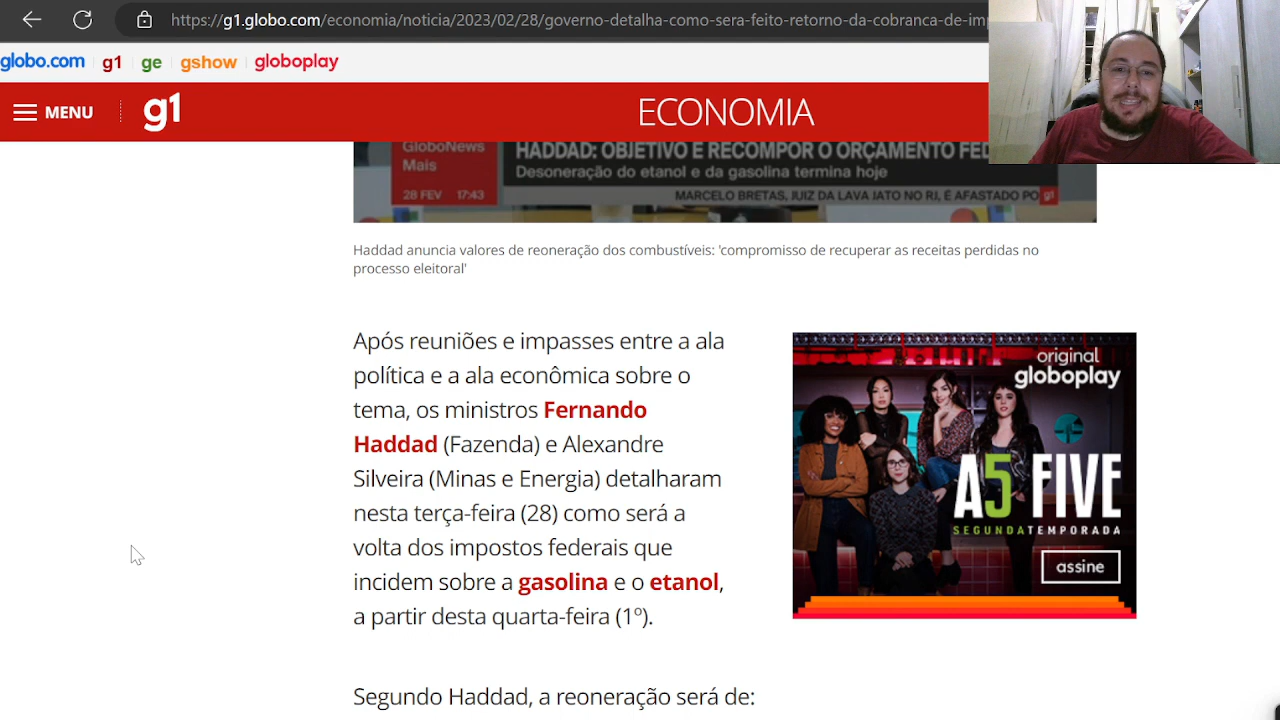 https://g1.globo.com/economia/noticia/2023/02/28/governo-detalha-como-sera-feito-retorno-da-cobranca-de-im
globo.com g1 ge gshow globoplay
MENU g1 ECONOMIA
GloboNews
Mais
28 FEV 17:43
HADDAD: OBJETIVO É RECOMPOR O ORÇAMENTO FED
Desoneração do etanol e da gasolina termina hoje
MARCELO BRETAS, JUIZ DA LAVA JATO NO RJ, É AFASTADO PO g1
Haddad anuncia valores de reoneração dos combustíveis: 'compromisso de recuperar as receitas perdidas no
processo eleitoral'
Após reuniões e impasses entre a ala
política e a ala econômica sobre o
tema, os ministros Fernando
Haddad (Fazenda) e Alexandre
Silveira (Minas e Energia) detalharam
nesta terça-feira (28) como será a
volta dos impostos federais que
incidem sobre a gasolina e o etanol,
a partir desta quarta-feira (1º).
Segundo Haddad, a reoneração será de:
original
globoplay
A5 FIVE
SEGUNDATEMPORADA
assine